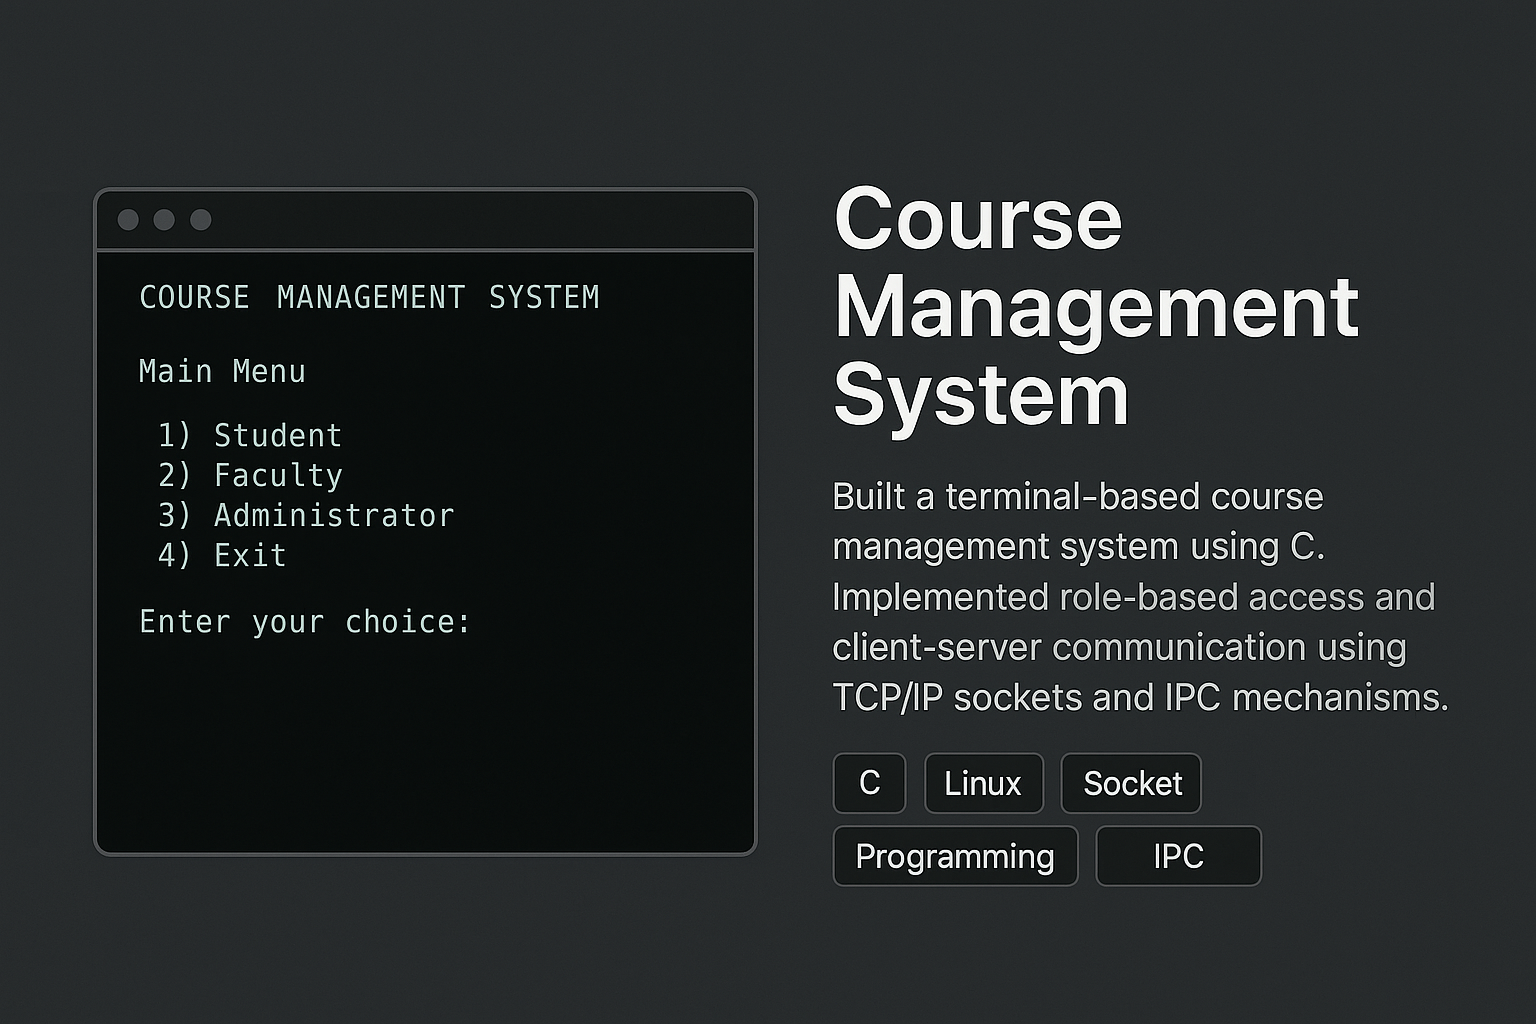 COURSE MANAGEMENT SYSTEM
Main Menu
1) Student
2) Faculty
3) Administrator
4) Exit
Enter your choice:
Course
Management
System
Built a terminal-based course
management system using C.
Implemented role-based access and
client-server communication using
TCP/IP sockets and IPC mechanisms.
C Linux Socket
Programming IPC